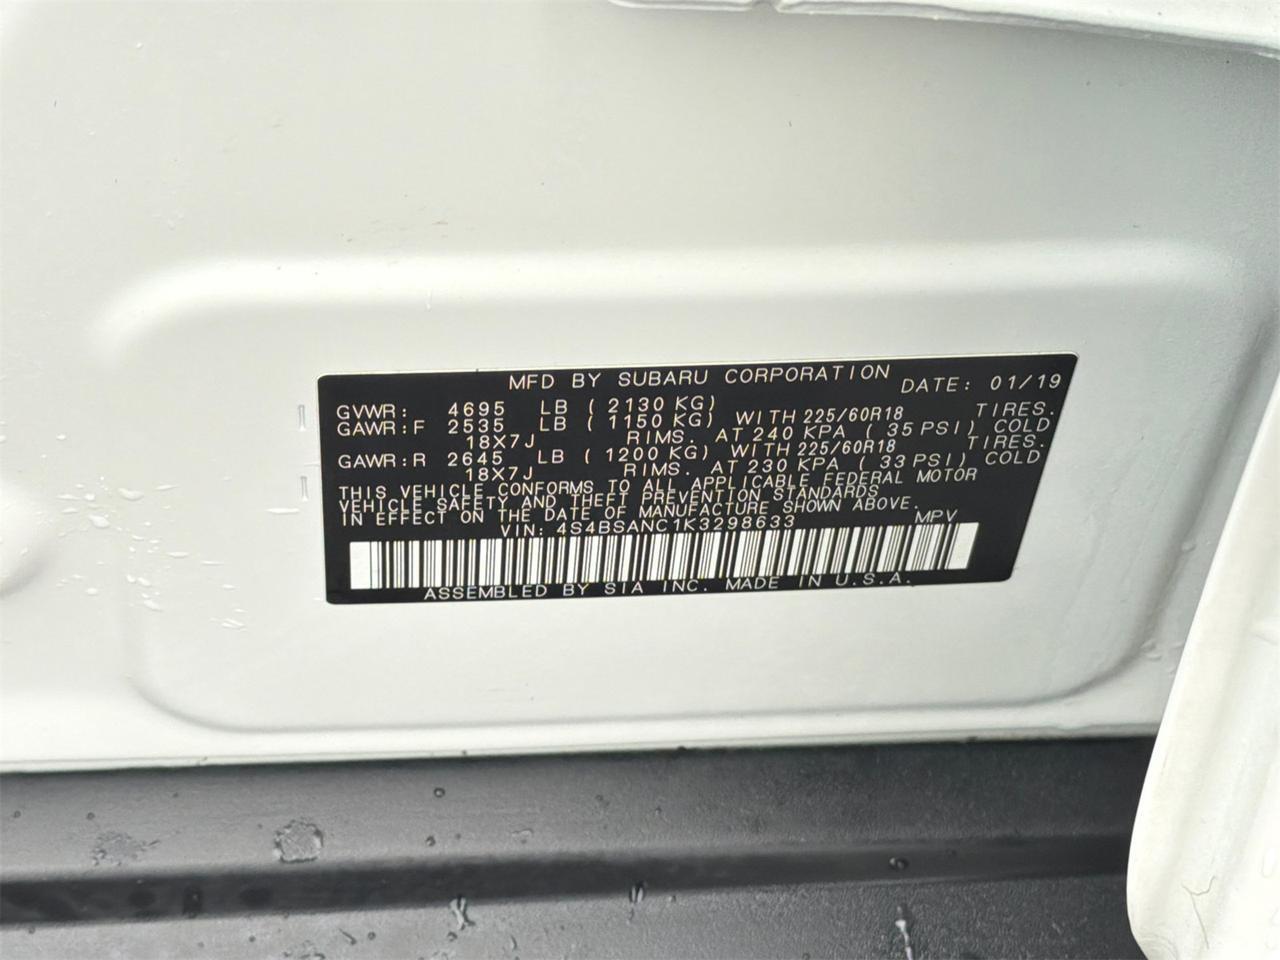 MFD BY SUBARU CORPORATION DATE: 01/19
GVWR: 4695 LB ( 2130 KG)
GAWR:F 2535 LB ( 1150 KG) WITH 225/60R18 TIRES.
18X7J RIMS. AT 240 KPA ( 35 PSI) COLD
GAWR:R 2645 LB ( 1200 KG) WITH 225/60R18 TIRES.
18X7J RIMS. AT 230 KPA ( 33 PSI) COLD
THIS VEHICLE CONFORMS TO ALL APPLICABLE FEDERAL MOTOR
VEHICLE SAFETY AND THEFT PREVENTION STANDARDS
IN EFFECT ON THE DATE OF MANUFACTURE SHOWN ABOVE.
VIN: 4S4BSANC1K3298633 MPV
ASSEMBLED BY SIA INC. MADE IN U.S.A.